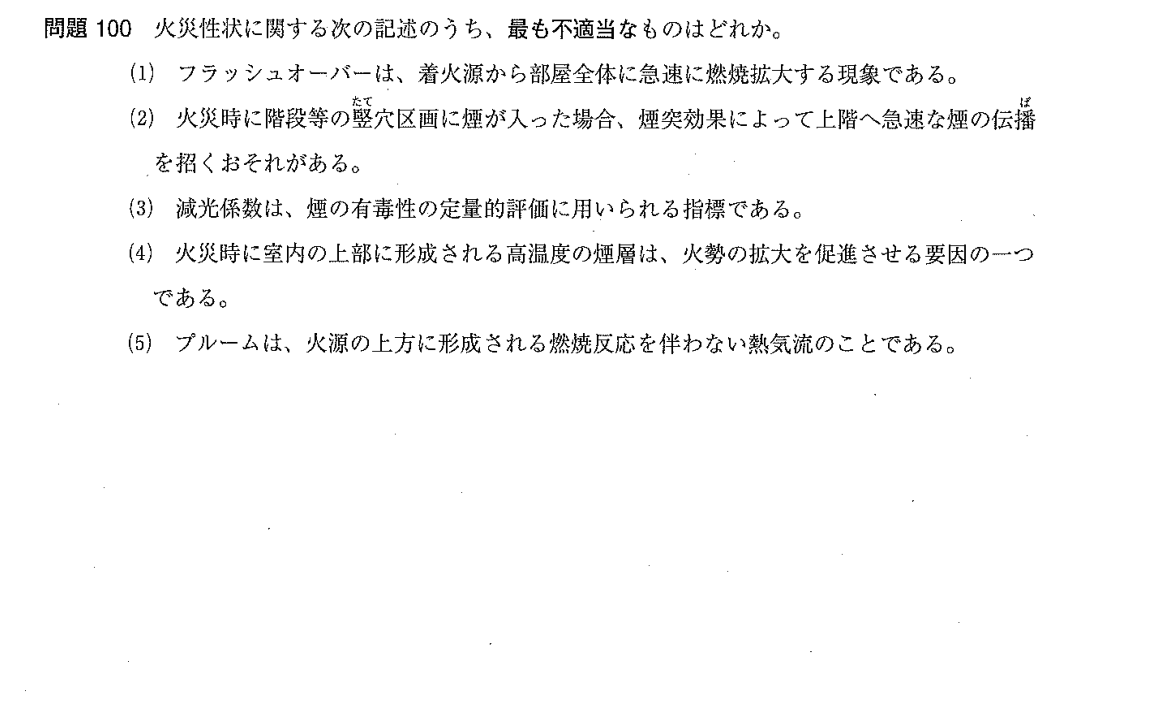 問題 100 火災性状に関する次の記述のうち、最も不適当なものはどれか。
(1) フラッシュオーバーは、着火源から部屋全体に急速に燃焼拡大する現象である。
たて ば
(2) 火災時に階段等の竪穴区画に煙が入った場合、煙突効果によって上階へ急速な煙の伝播
を招くおそれがある。
(3) 減光係数は、煙の有毒性の定量的評価に用いられる指標である。
(4) 火災時に室内の上部に形成される高温度の煙層は、火勢の拡大を促進させる要因の一つ
である。
(5) プルームは、火源の上方に形成される燃焼反応を伴わない熱気流のことである。